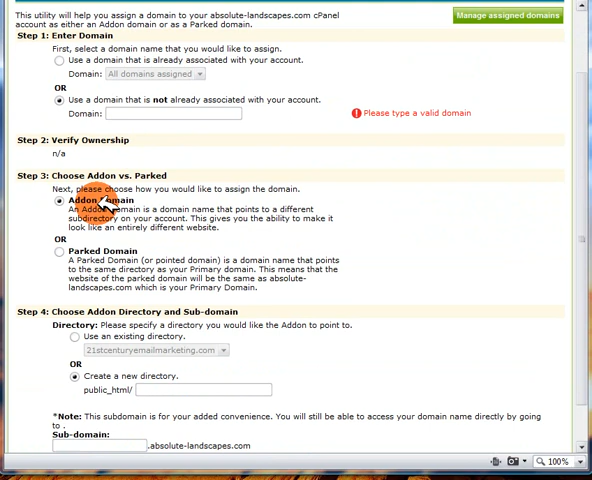 This utility will help you assign a domain to your absolute-landscapes.com cPanel
account as either an Addon domain or as a Parked domain.
Manage assigned domains
Step 1: Enter Domain
First, select a domain name that you would like to assign.
Use a domain that is already associated with your account.
Domain: All domains assigned
OR
Use a domain that is not already associated with your account.
Domain:
Please type a valid domain
Step 2: Verify Ownership
n/a
Step 3: Choose Addon vs. Parked
Next, please choose how you would like to assign the domain.
Addon Domain
An Addon Domain is a domain name that points to a different
subdirectory on your account. This gives you the ability to make it
look like an entirely different website.
OR
Parked Domain
A Parked Domain (or pointed domain) is a domain name that points
to the same directory as your Primary domain. This means that the
website of the parked domain will be the same as absolute-
landscapes.com which is your Primary Domain.
Step 4: Choose Addon Directory and Sub-domain
Directory: Please specify a directory you would like the Addon to point to.
Use an existing directory.
21stcenturyemailmarketing.com
OR
Create a new directory.
public_html/
*Note: This subdomain is for your added convenience. You will still be able to access your domain name directly by going
to .
Sub-domain:
.absolute-landscapes.com
100%